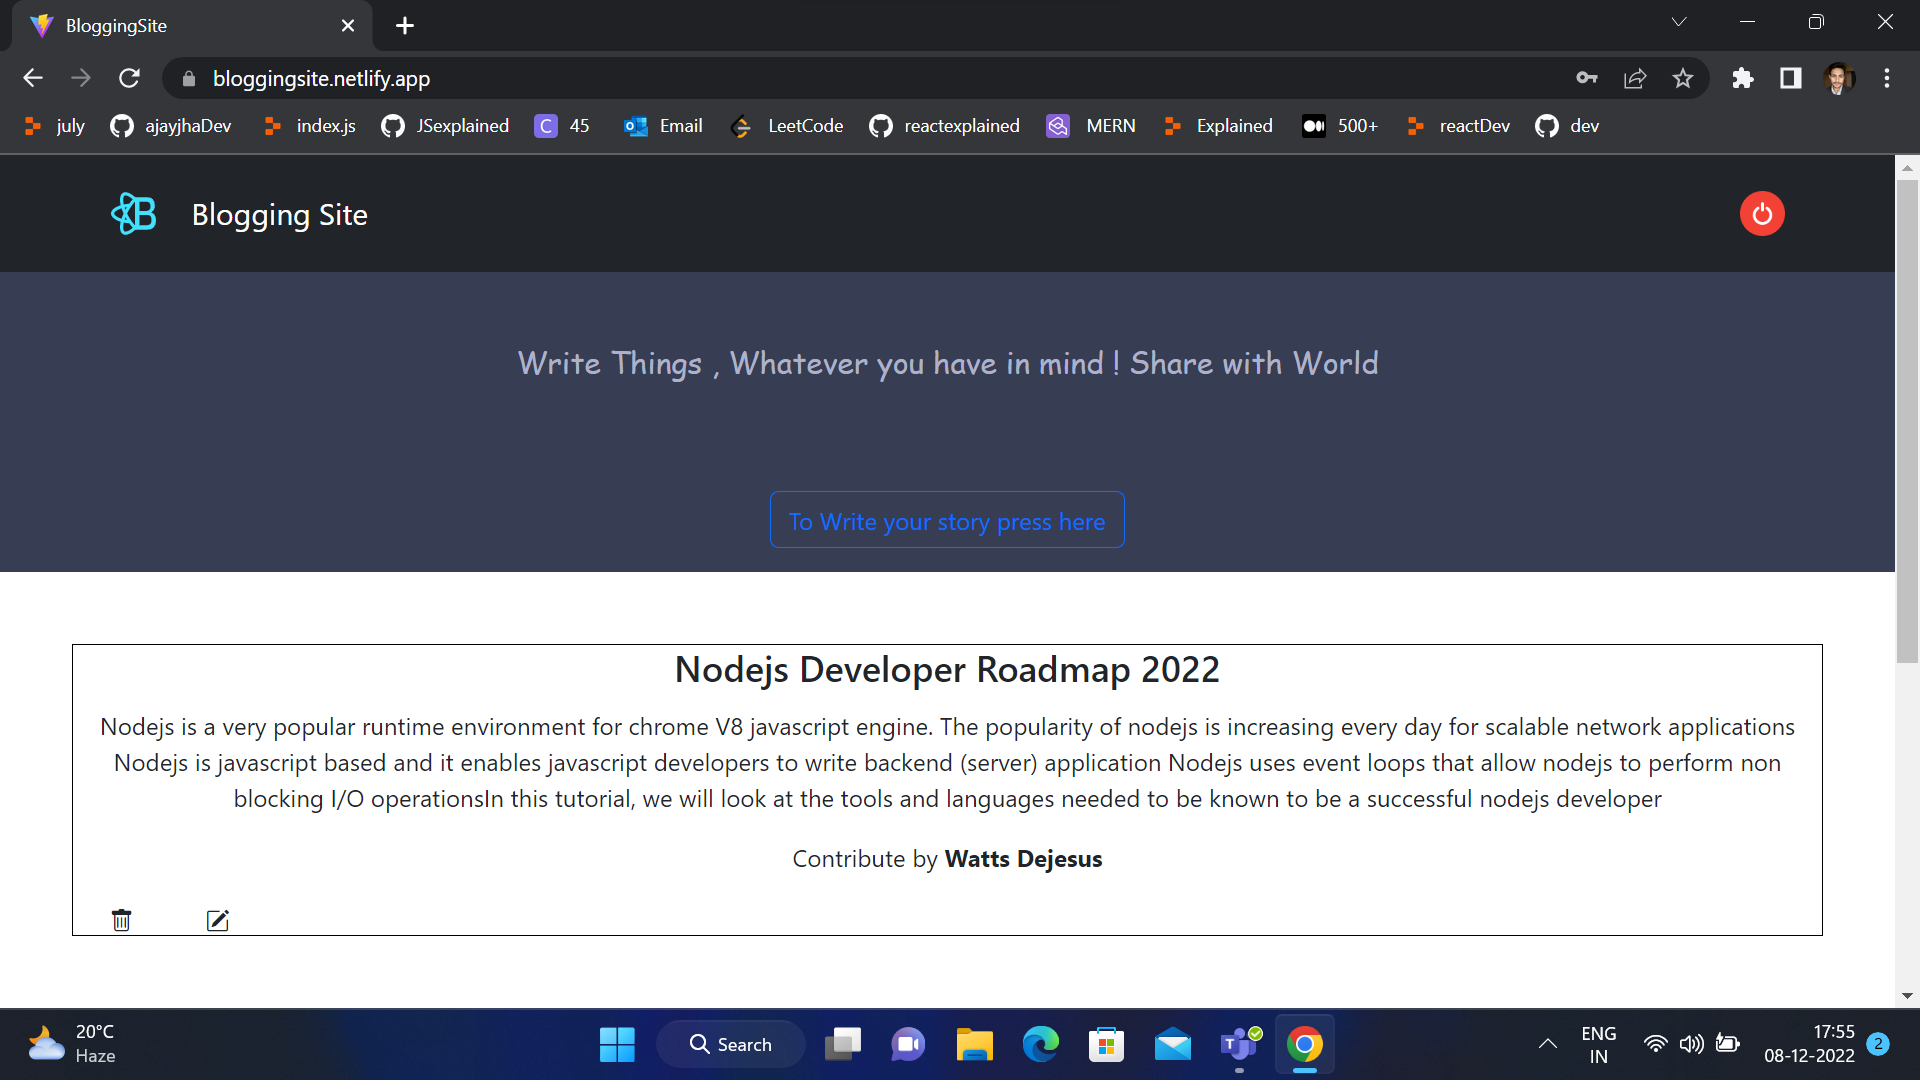 BloggingSite
bloggingsite.netlify.app
july ajayjhaDev index.js JSexplained C 45 Email LeetCode reactexplained MERN Explained 500+ reactDev dev
B Blogging Site
Write Things , Whatever you have in mind ! Share with World
To Write your story press here
Nodejs Developer Roadmap 2022
Nodejs is a very popular runtime environment for chrome V8 javascript engine. The popularity of nodejs is increasing every day for scalable network applications
Nodejs is javascript based and it enables javascript developers to write backend (server) application Nodejs uses event loops that allow nodejs to perform non
blocking I/O operationsIn this tutorial, we will look at the tools and languages needed to be known to be a successful nodejs developer
Contribute by Watts Dejesus
20°C
Haze
Search
T
ENG
IN
17:55
08-12-2022
2